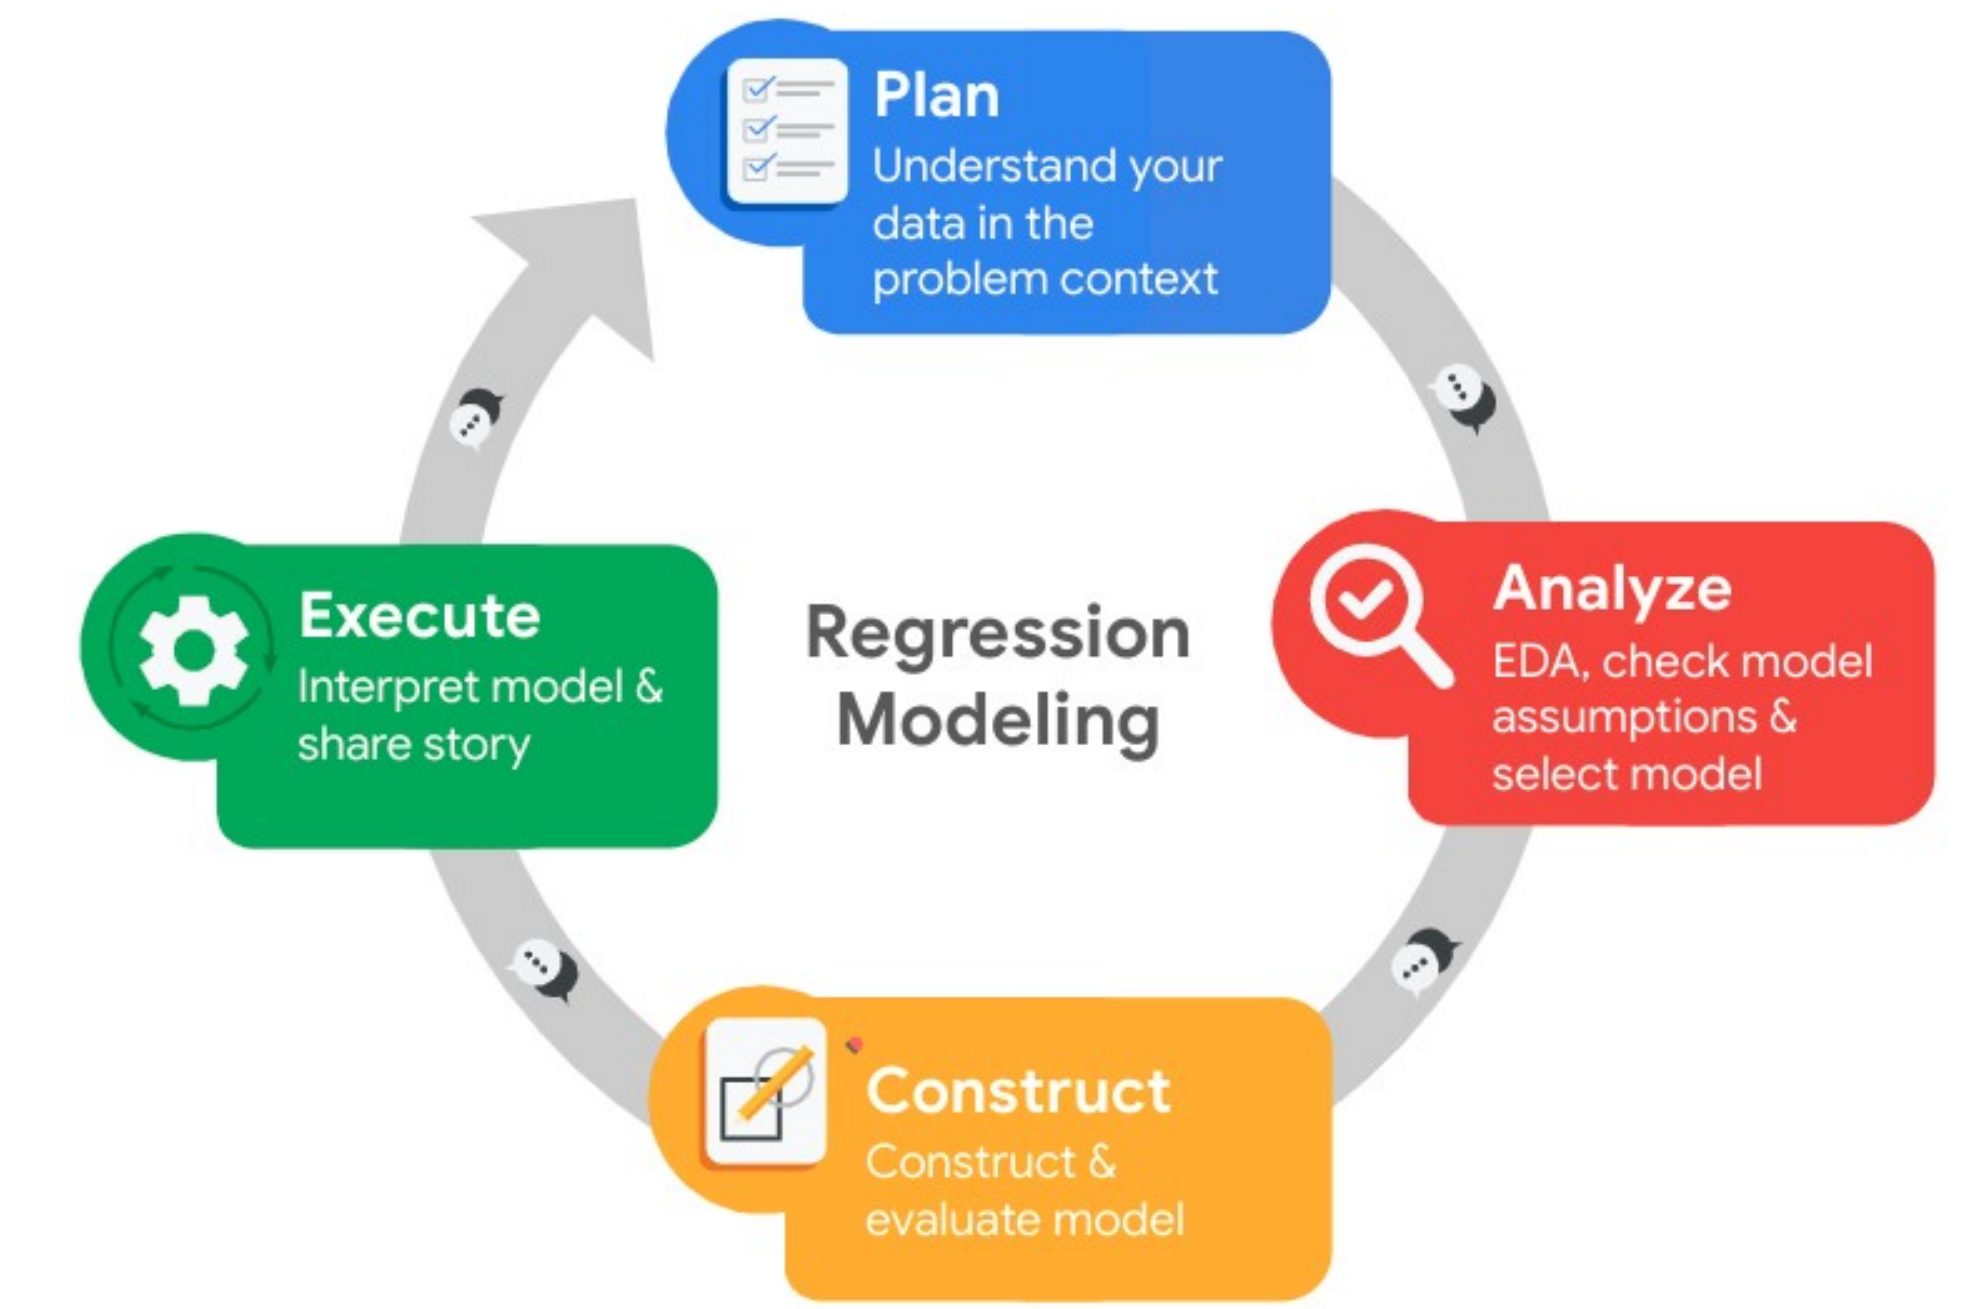 Plan
Understand your
data in the
problem context
Analyze
EDA, check model
assumptions &
select model
Regression
Modeling
Execute
Interpret model &
share story
Construct
Construct &
evaluate model